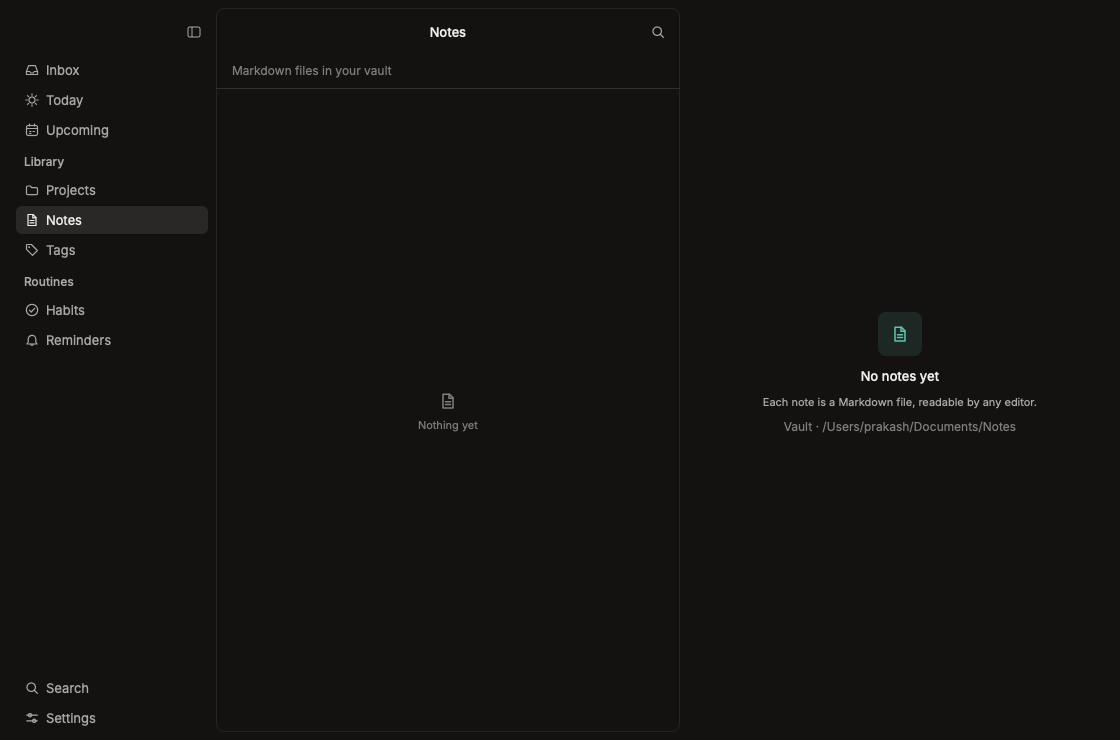 Inbox
Today
Upcoming
Library
Projects
Notes
Tags
Routines
Habits
Reminders
Search
Settings
Notes
Markdown files in your vault
Nothing yet
No notes yet
Each note is a Markdown file, readable by any editor.
Vault · /Users/prakash/Documents/Notes